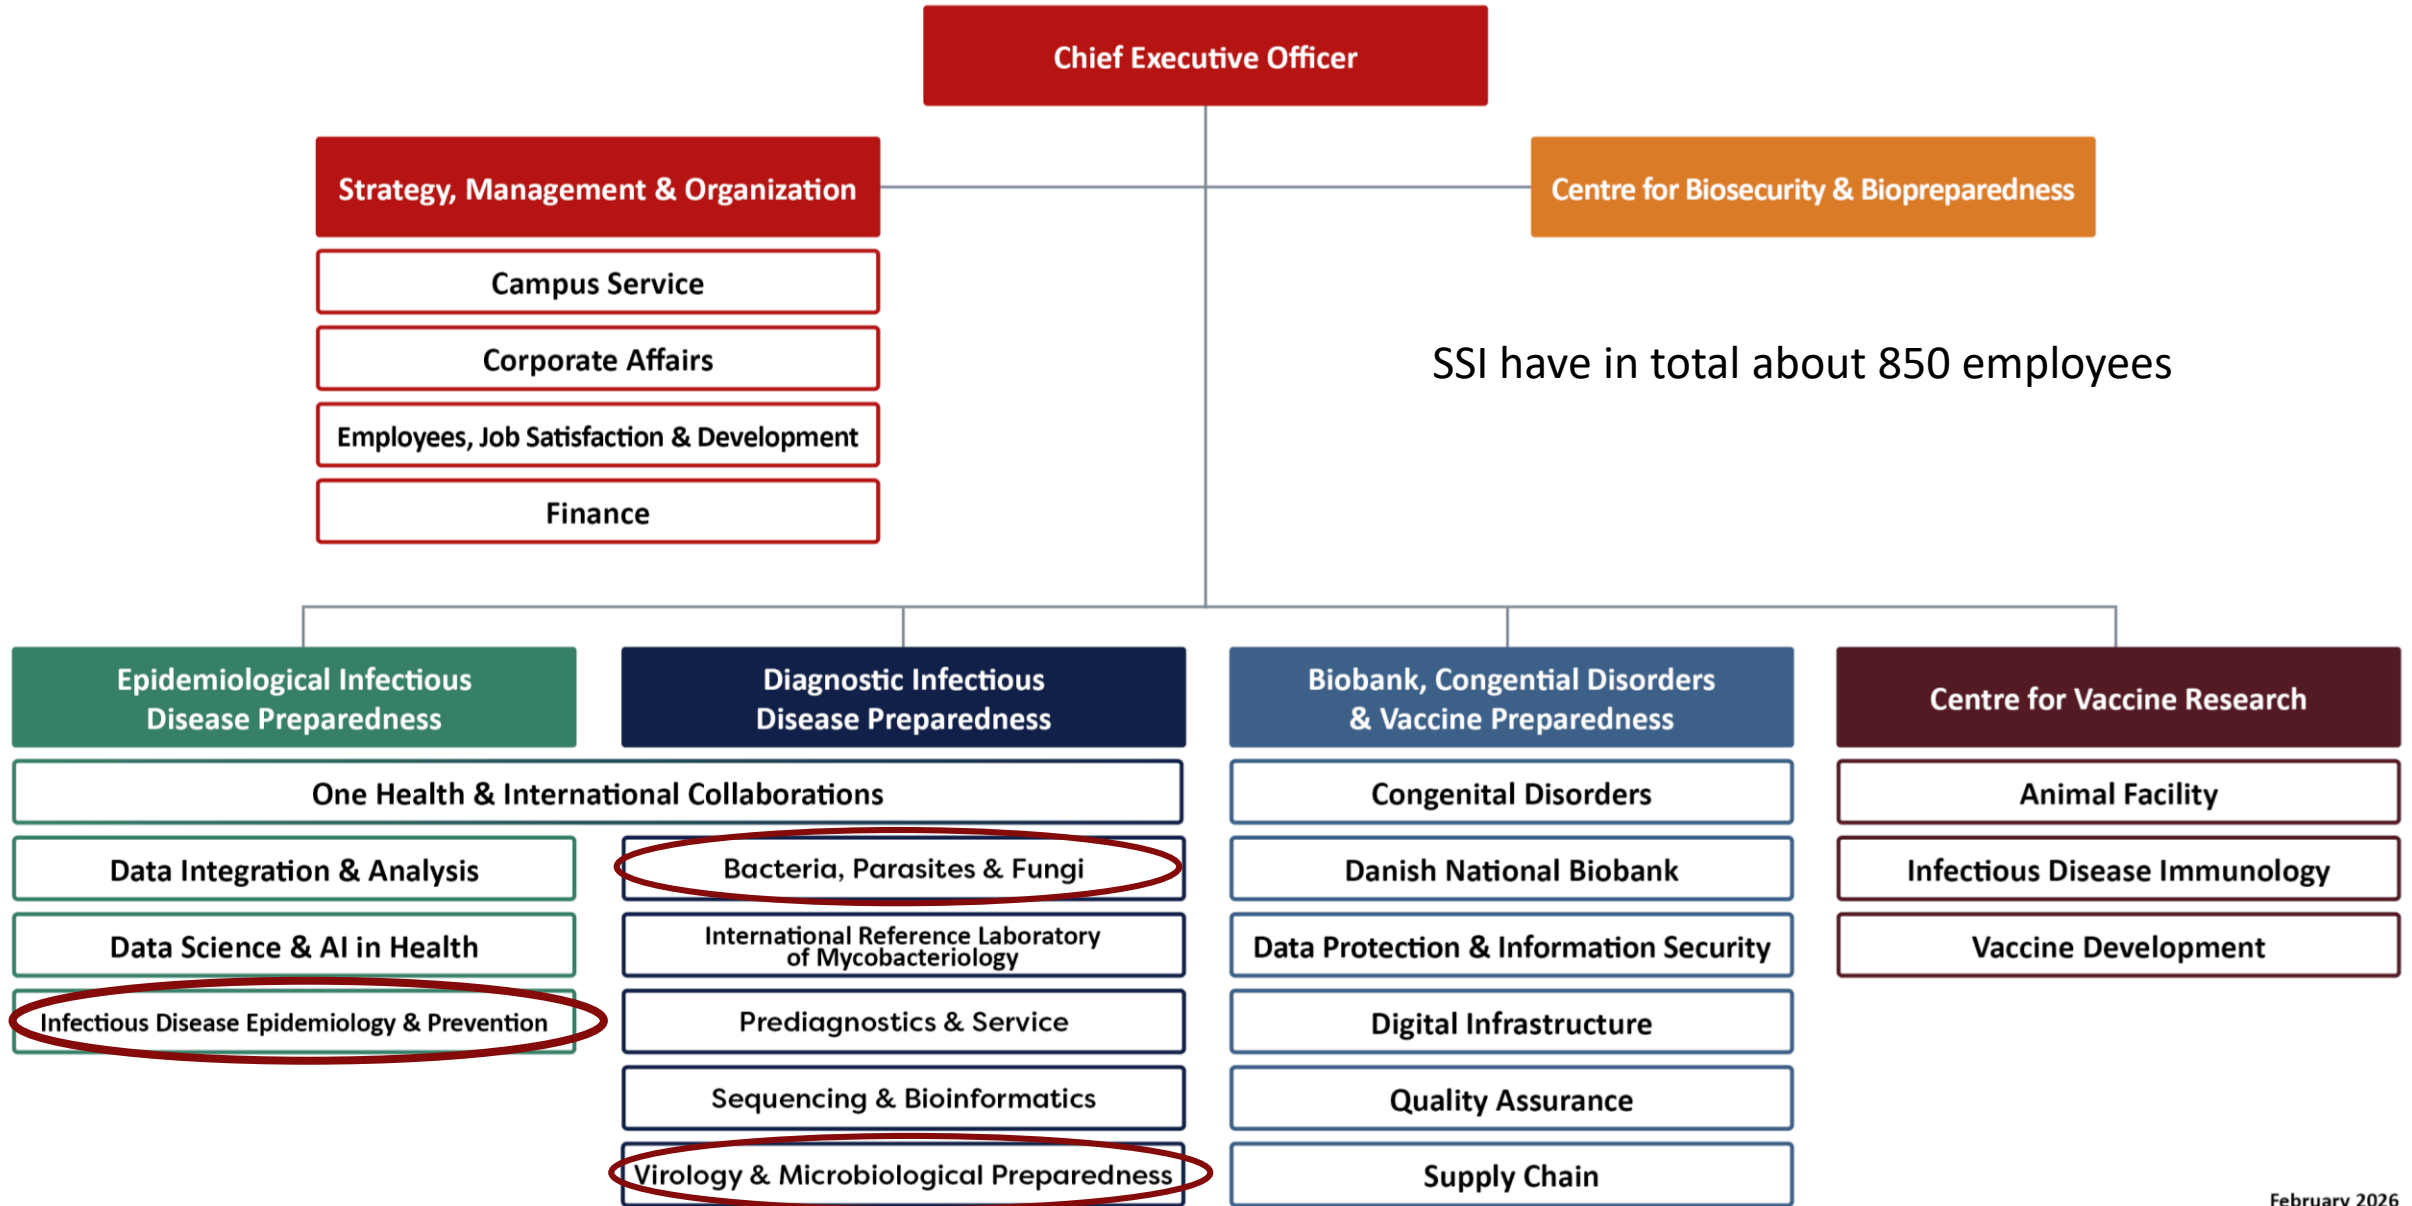 Chief Executive Officer
Strategy, Management & Organization
Centre for Biosecurity & Biopreparedness
Campus Service
Corporate Affairs
Employees, Job Satisfaction & Development
Finance
SSI have in total about 850 employees
Epidemiological Infectious
Disease Preparedness
Diagnostic Infectious
Disease Preparedness
Biobank, Congential Disorders
& Vaccine Preparedness
Centre for Vaccine Research
One Health & International Collaborations
Data Integration & Analysis
Data Science & AI in Health
Infectious Disease Epidemiology & Prevention
Bacteria, Parasites & Fungi
International Reference Laboratory
of Mycobacteriology
Prediagnostics & Service
Sequencing & Bioinformatics
Virology & Microbiological Preparedness
Congenital Disorders
Danish National Biobank
Data Protection & Information Security
Digital Infrastructure
Quality Assurance
Supply Chain
Animal Facility
Infectious Disease Immunology
Vaccine Development
February 2026